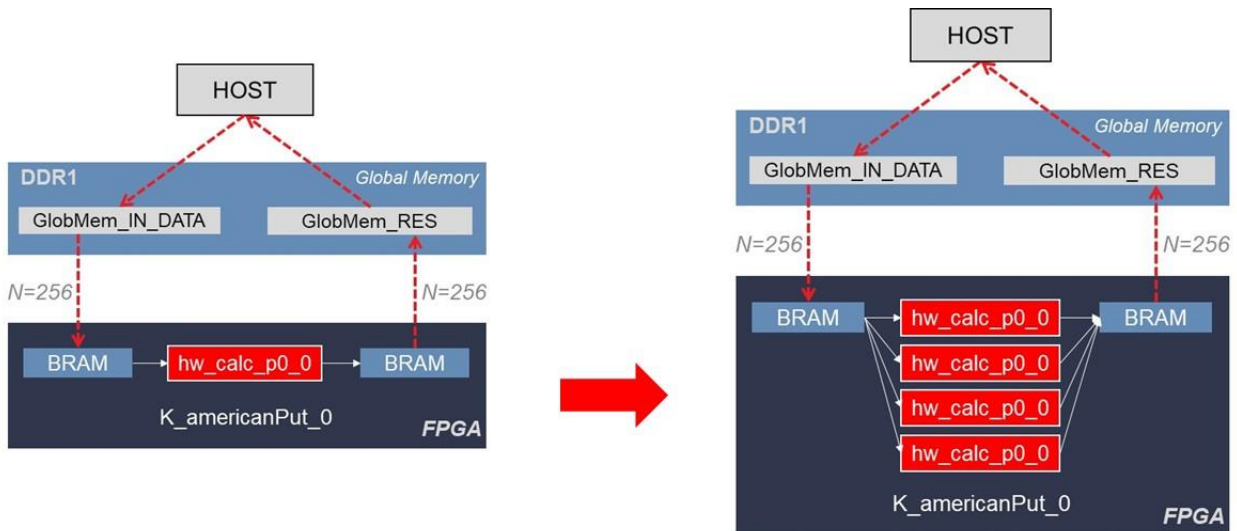 HOST
DDR1
Global Memory
GlobMem_IN_DATA
GlobMem_RES
N=256
N=256
BRAM
hw_calc_p0_0
BRAM
K_americanPut_0
FPGA
HOST
DDR1
Global Memory
GlobMem_IN_DATA
GlobMem_RES
N=256
N=256
BRAM
hw_calc_p0_0
BRAM
hw_calc_p0_0
hw_calc_p0_0
hw_calc_p0_0
K_americanPut_0
FPGA